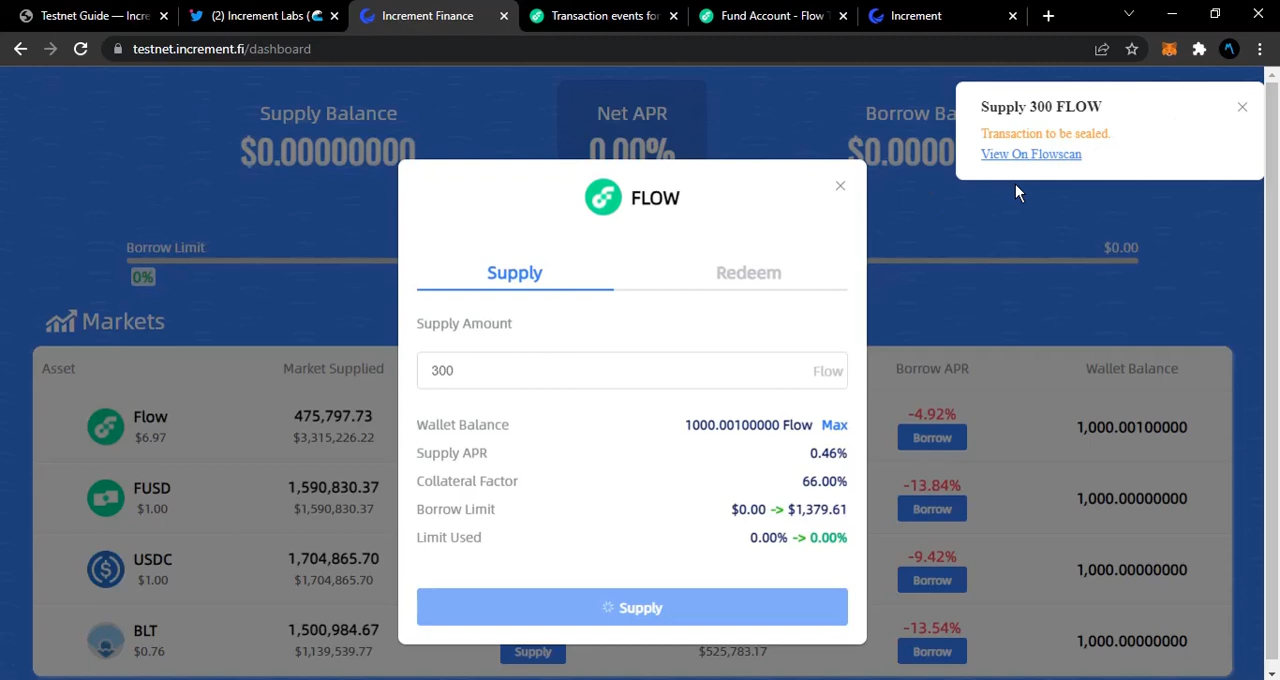 Testnet Guide — Incre
(2) Increment Labs (
Increment Finance
Transaction events for
Fund Account - Flow T
Increment
testnet.increment.fi/dashboard
Supply Balance
$0.00000000
Net APR
0.00%
Borrow Ba
$0.0000
Supply 300 FLOW
Transaction to be sealed.
View On Flowscan
FLOW
Borrow Limit
$0.00
0%
Supply
Redeem
Markets
Supply Amount
300
Flow
Asset
Market Supplied
Borrow APR
Wallet Balance
Flow
$6.97
475,797.73
$3,315,226.22
-4.92%
Borrow
1,000.00100000
FUSD
$1.00
1,590,830.37
$1,590,830.37
-13.84%
Borrow
1,000.00000000
USDC
$1.00
1,704,865.70
$1,704,865.70
-9.42%
Borrow
1,000.00000000
BLT
$0.76
1,500,984.67
$1,139,539.77
Supply
$525,783.17
-13.54%
Borrow
1,000.00000000
Wallet Balance
1000.00100000 Flow Max
Supply APR
0.46%
Collateral Factor
66.00%
Borrow Limit
$0.00 -> $1,379.61
Limit Used
0.00% -> 0.00%
Supply